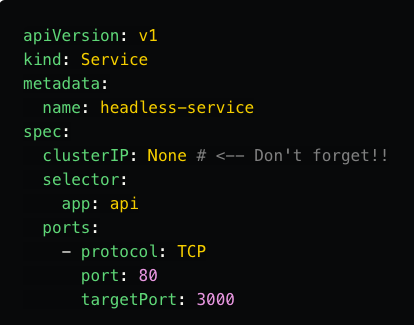 apiVersion: v1
kind: Service
metadata:
  name: headless-service
spec:
  clusterIP: None # <-- Don't forget!!
  selector:
    app: api
  ports:
    - protocol: TCP
      port: 80
      targetPort: 3000